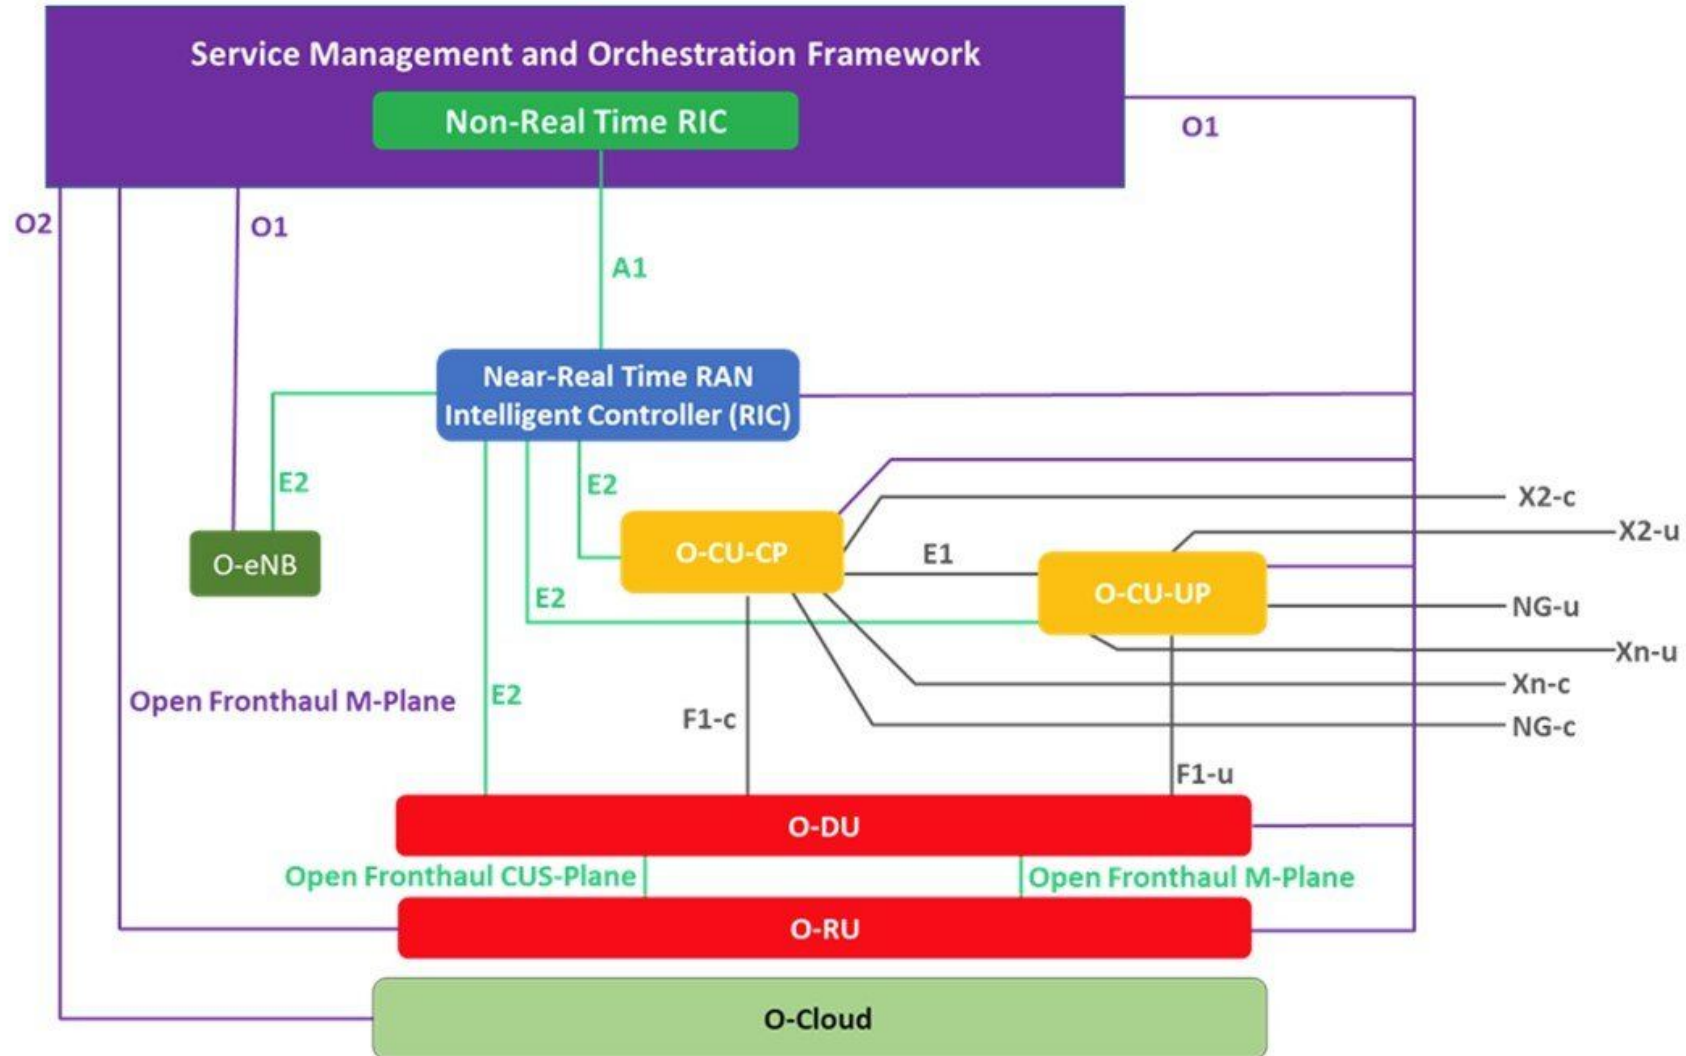 Service Management and Orchestration Framework
Non-Real Time RIC
O1
O2
O1
A1
Near-Real Time RAN
Intelligent Controller (RIC)
E2
E2
X2-c
X2-u
O-eNB
O-CU-CP
E1
O-CU-UP
E2
NG-u
Xn-u
Open Fronthaul M-Plane
E2
Xn-c
F1-c
NG-c
F1-u
O-DU
Open Fronthaul CUS-Plane
Open Fronthaul M-Plane
O-RU
O-Cloud